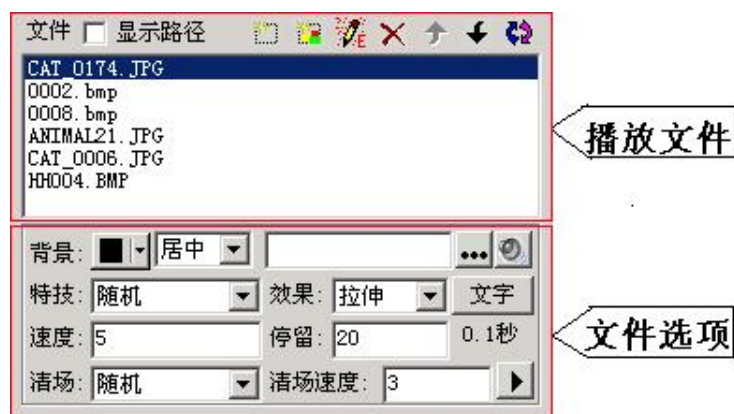 文件 显示路径
CAT_0174.JPG
0002.bmp
0008.bmp
ANIMAL21.JPG
CAT_0006.JPG
HH004.BMP
播放文件
背景: 居中 ...
特技: 随机 效果: 拉伸 文字
速度: 5 停留: 20 0.1秒
清场: 随机 清场速度: 3
文件选项